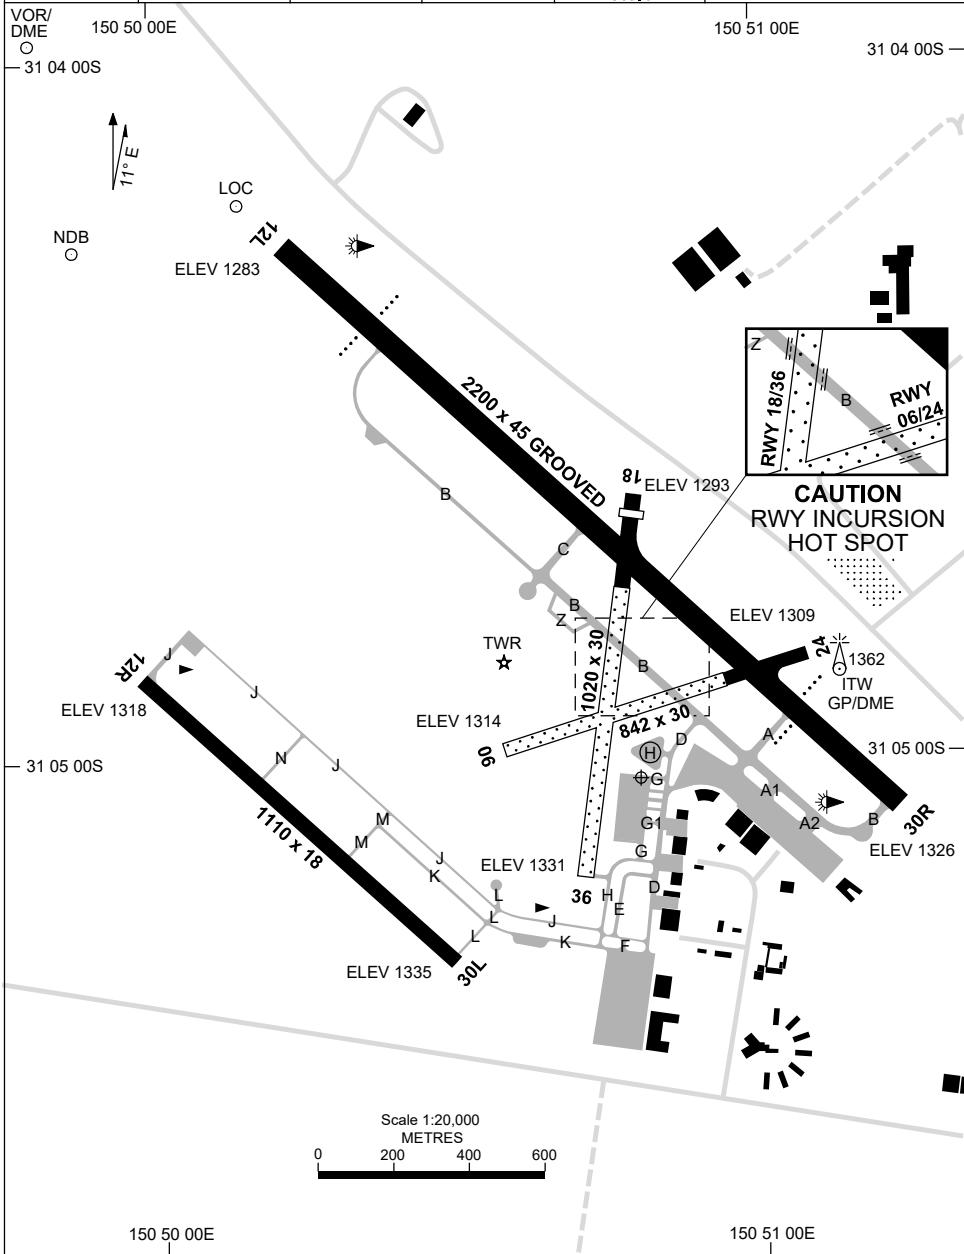 VOR/
DME
150 50 00E
150 51 00E
31 04 00S
31 04 00S
11° E
LOC
NDB
12L
ELEV 1283
2200 x 45 GROOVED
Z
B
RWY 18/36
RWY
06/24
CAUTION
RWY INCURSION
HOT SPOT
18
ELEV 1293
B
C
B
Z
ELEV 1309
TWR
1020 x 30
B
24
1362
ITW
GP/DME
J
12R
J
ELEV 1318
ELEV 1314
06
842 x 30
D
A
31 05 00S
31 05 00S
H
N
J
G
A1
1110 x 18
M
M
G1
A2
B
30R
ELEV 1326
J
K
ELEV 1331
G
36
H
D
L
E
L
J
L
K
F
ELEV 1335
30L
Scale 1:20,000
METRES
0 200 400 600
150 50 00E
150 51 00E